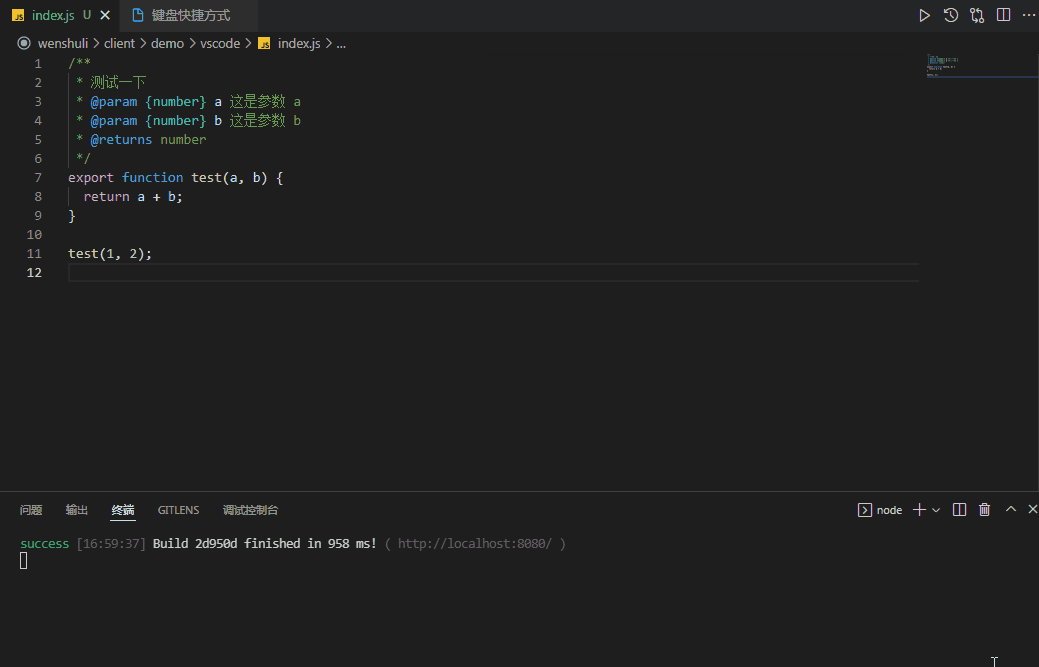 JS index.js U × 键盘快捷方式
wenshuli > client > demo > vscode > JS index.js > ...
1 /**
2  * 测试一下
3  * @param {number} a 这是参数 a
4  * @param {number} b 这是参数 b
5  * @returns number
6  */
7 export function test(a, b) {
8   return a + b;
9 }
10
11 test(1, 2);
12
问题 输出 终端 GITLENS 调试控制台 node
success [16:59:37] Build 2d950d finished in 958 ms! ( http://localhost:8080/ )